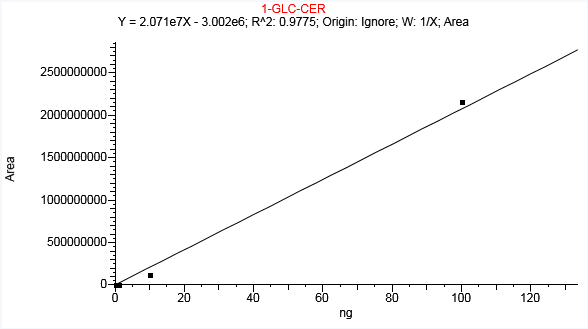 1-GLC-CER
Y = 2.071e7X - 3.002e6; R^2: 0.9775; Origin: Ignore; W: 1/X; Area
2500000000
2000000000
1500000000
1000000000
500000000
0
Area
0 20 40 60 80 100 120
ng